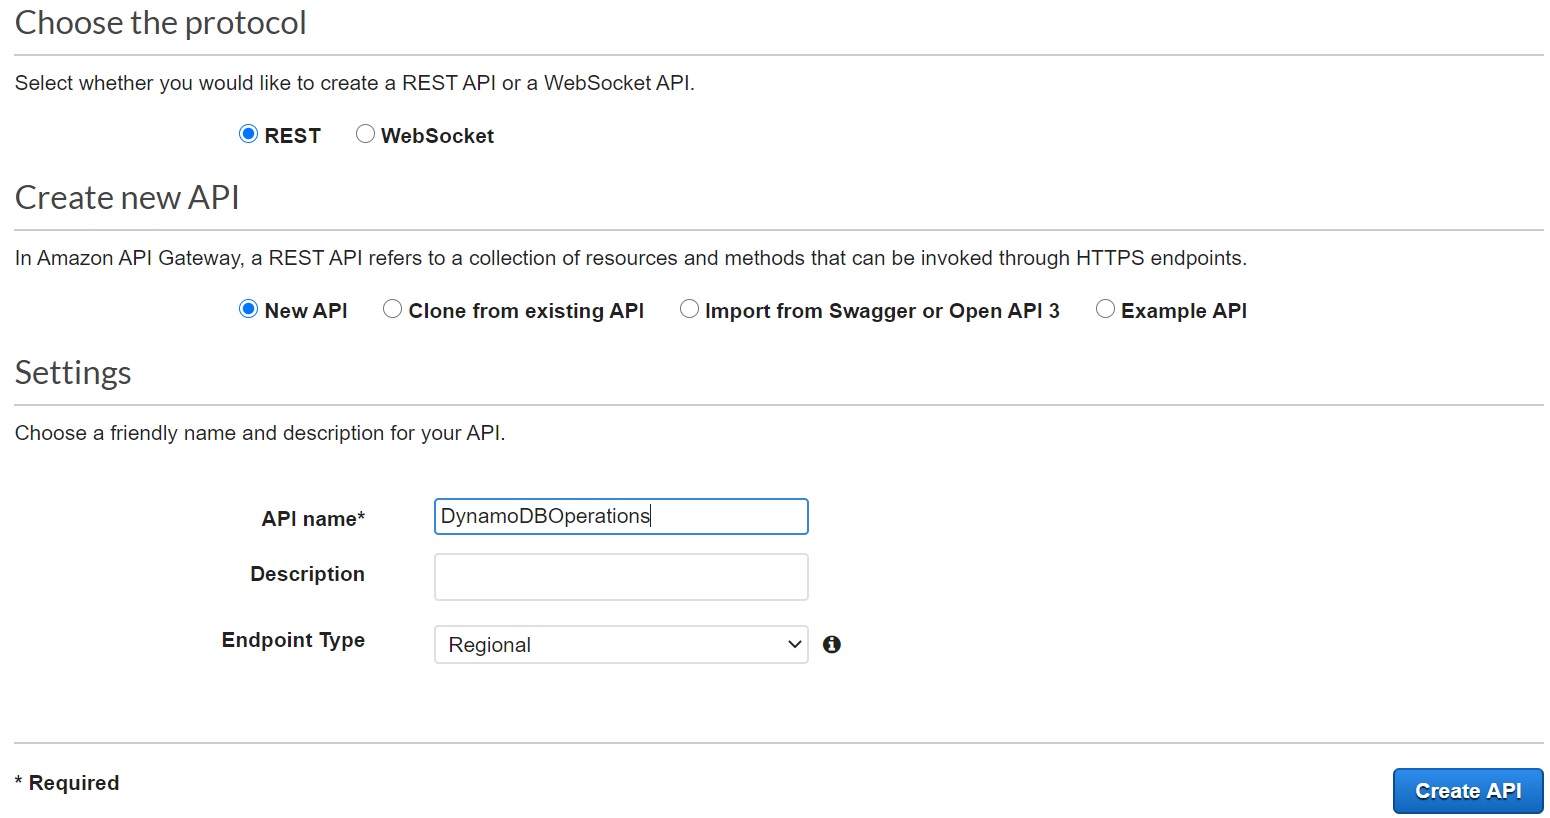 Choose the protocol
Select whether you would like to create a REST API or a WebSocket API.
REST WebSocket
Create new API
In Amazon API Gateway, a REST API refers to a collection of resources and methods that can be invoked through HTTPS endpoints.
New API Clone from existing API Import from Swagger or Open API 3 Example API
Settings
Choose a friendly name and description for your API.
API name* DynamoDBOperations
Description
Endpoint Type Regional
* Required Create API